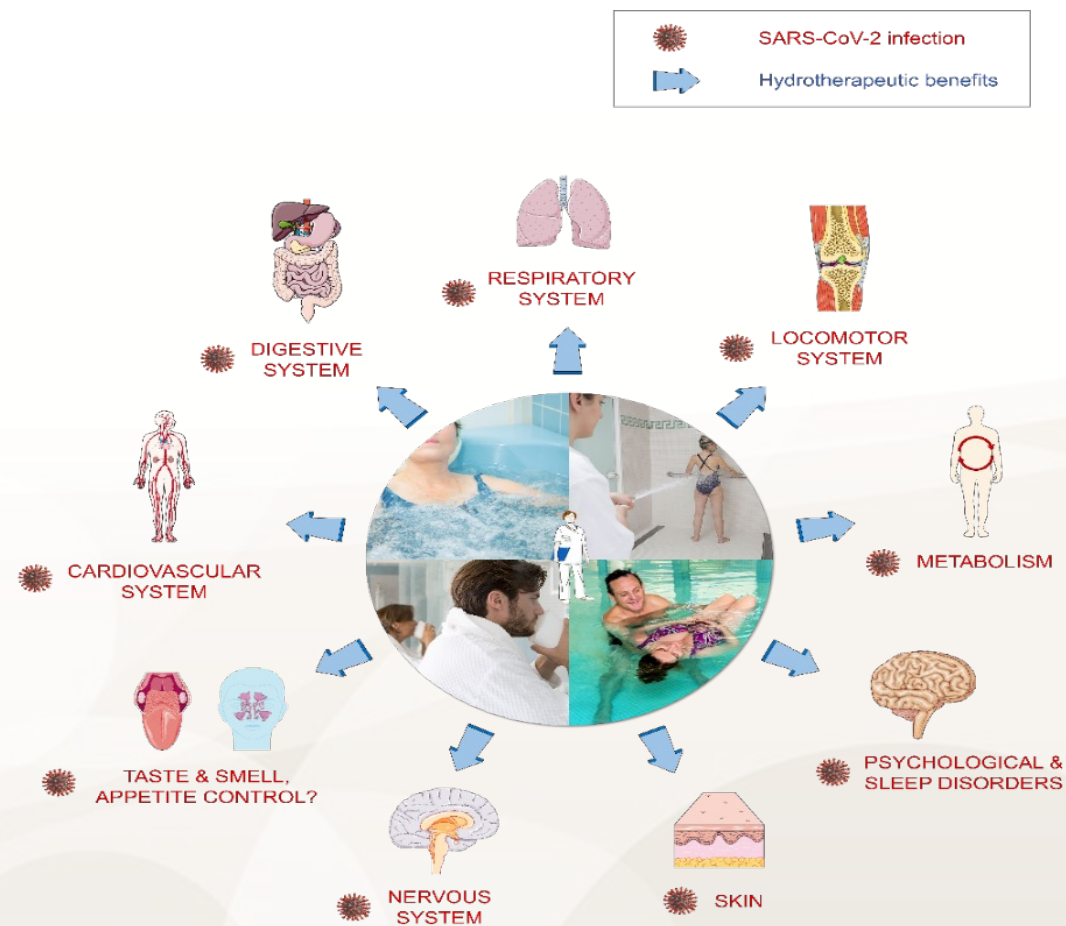 SARS-CoV-2 infection
Hydrotherapeutic benefits
RESPIRATORY
SYSTEM
DIGESTIVE
SYSTEM
LOCOMOTOR
SYSTEM
CARDIOVASCULAR
SYSTEM
METABOLISM
TASTE & SMELL,
APPETITE CONTROL?
PSYCHOLOGICAL &
SLEEP DISORDERS
NERVOUS
SYSTEM
SKIN